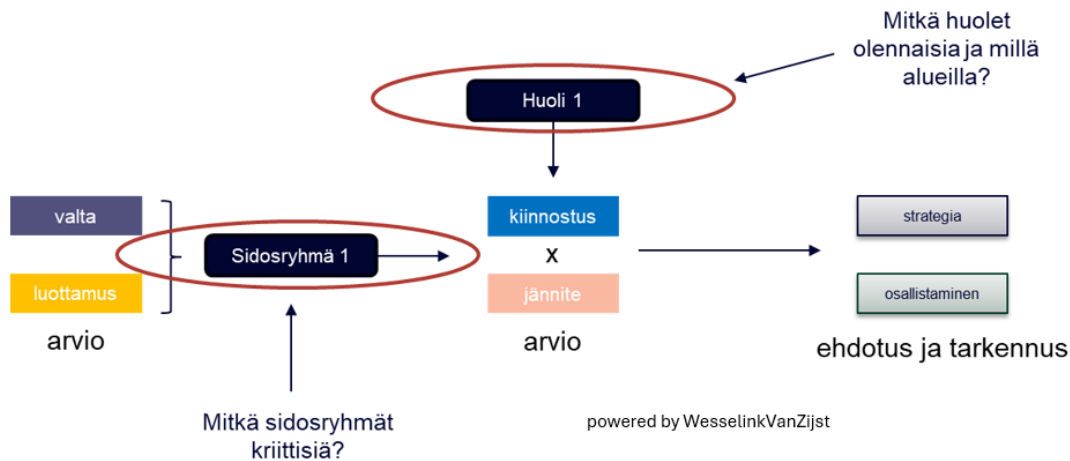 Mitkä huolet
olennaisia ja millä
alueilla?
Huoli 1
valta
kiinnostus
strategia
Sidosryhmä 1
x
luottamus
jännite
osallistaminen
arvio
arvio
ehdotus ja tarkennus
Mitkä sidosryhmät
kriittisiä?
powered by WesselinkVanZijst